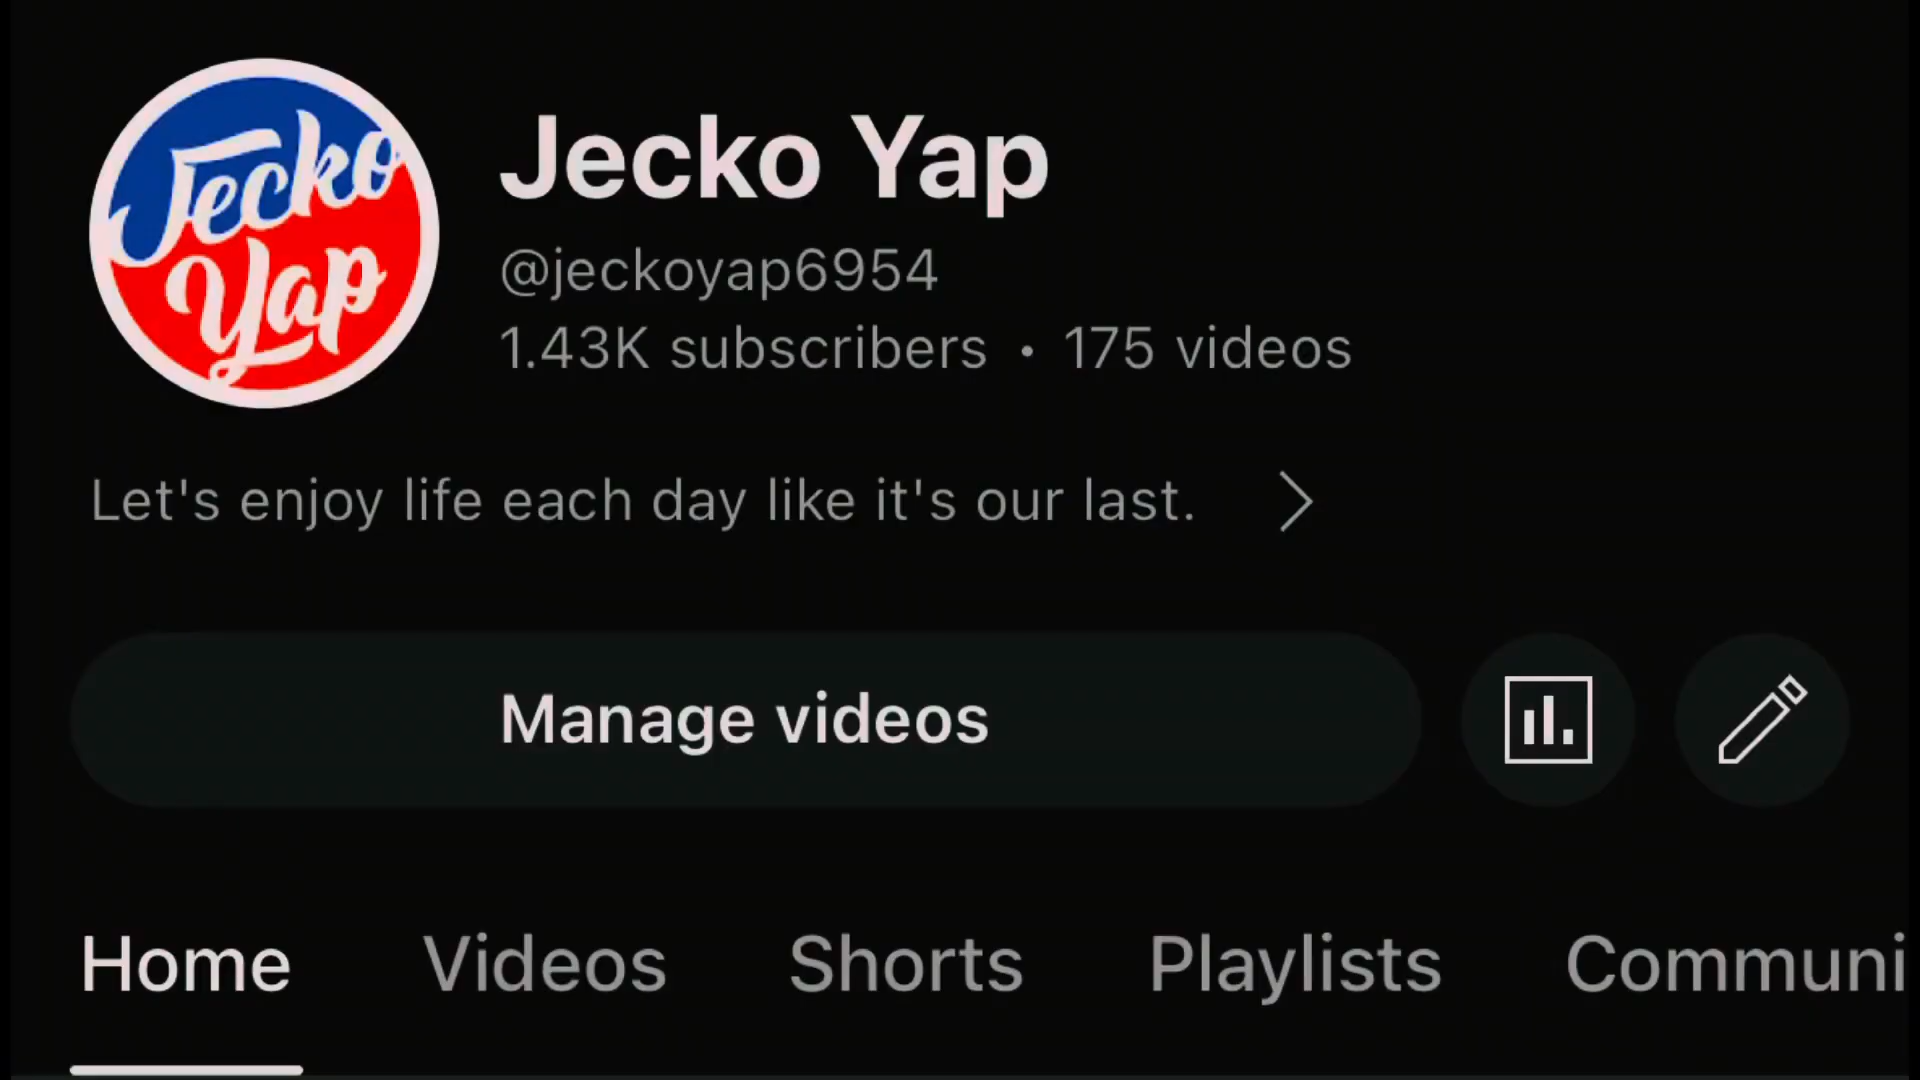 Jecko
Yap
Jecko Yap
@jeckoyap6954
1.43K subscribers • 175 videos
Let's enjoy life each day like it's our last.
Manage videos
Home Videos Shorts Playlists Communi